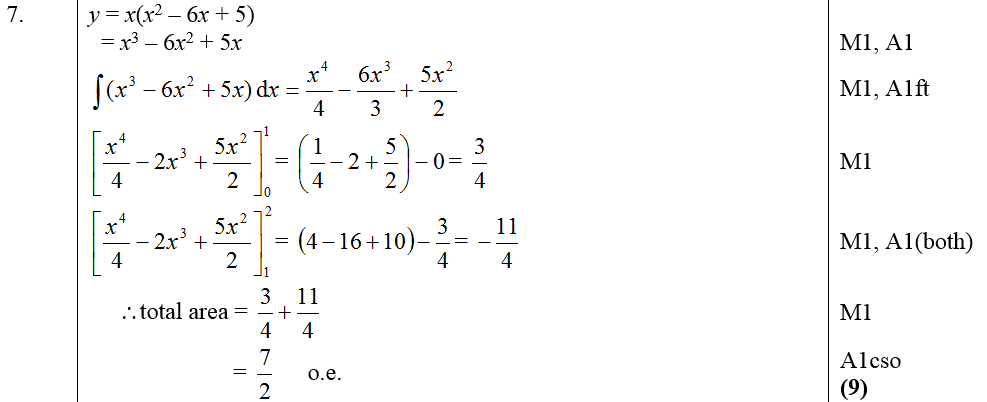 7. y = x(x² – 6x + 5)
= x³ – 6x² + 5x M1, A1
∫(x³ − 6x² + 5x) dx = x⁴/4 − 6x³/3 + 5x²/2 M1, A1ft
[x⁴/4 − 2x³ + 5x²/2]₀¹ = (1/4 − 2 + 5/2) − 0 = 3/4 M1
[x⁴/4 − 2x³ + 5x²/2]₁² = (4 − 16 + 10) − 3/4 = −11/4 M1, A1(both)
∴ total area = 3/4 + 11/4 M1
= 7/2 o.e. A1cso
(9)